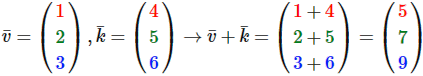 v̄ = (1 2 3), k̄ = (4 5 6) → v̄ + k̄ = (1 + 4 2 + 5 3 + 6) = (5 7 9)